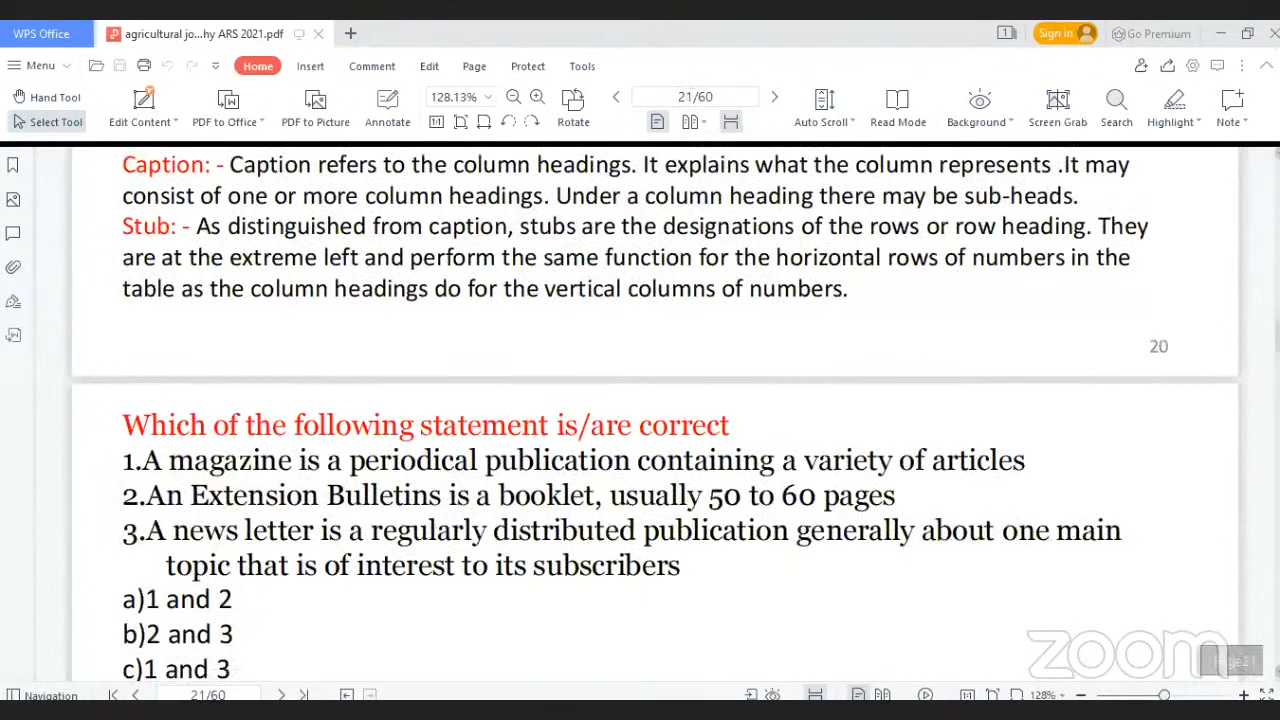 WPS Office
agricultural jo...hy ARS 2021.pdf
1
Sign in
Go Premium
Menu
Home
Insert
Comment
Edit
Page
Protect
Tools
Hand Tool
Select Tool
Edit Content
PDF to Office
PDF to Picture
Annotate
128.13%
Rotate
21/60
Auto Scroll
Read Mode
Background
Screen Grab
Search
Highlight
Note
Caption: - Caption refers to the column headings. It explains what the column represents .It may
consist of one or more column headings. Under a column heading there may be sub-heads.
Stub: - As distinguished from caption, stubs are the designations of the rows or row heading. They
are at the extreme left and perform the same function for the horizontal rows of numbers in the
table as the column headings do for the vertical columns of numbers.
20
Which of the following statement is/are correct
1.A magazine is a periodical publication containing a variety of articles
2.An Extension Bulletins is a booklet, usually 50 to 60 pages
3.A news letter is a regularly distributed publication generally about one main
topic that is of interest to its subscribers
a)1 and 2
b)2 and 3
c)1 and 3
zoom
Page21
Navigation
21/60
128%